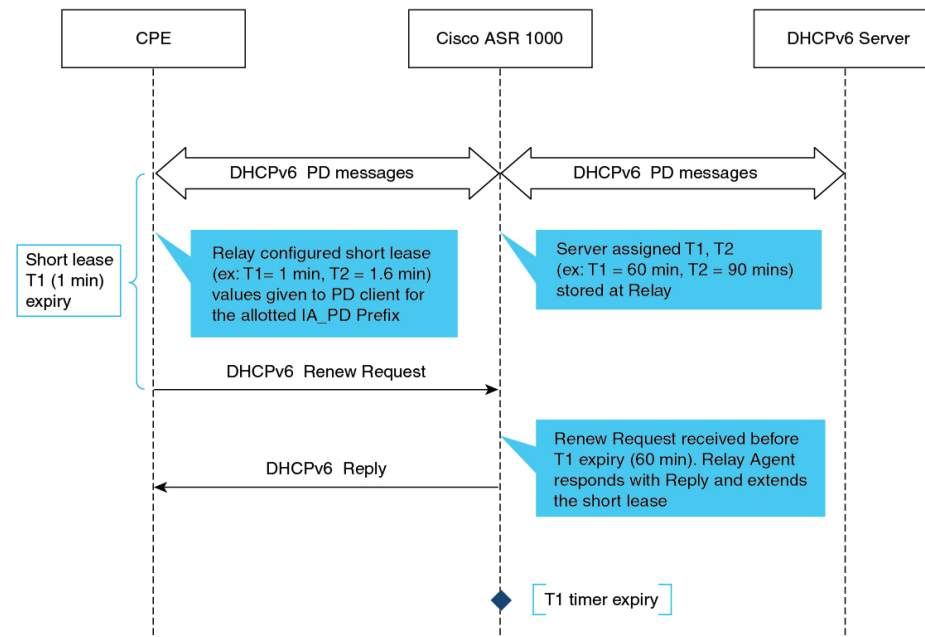 CPE
Cisco ASR 1000
DHCPv6 Server
DHCPv6 PD messages
DHCPv6 PD messages
Short lease
T1 (1 min)
expiry
Relay configured short lease
(ex: T1= 1 min, T2 = 1.6 min)
values given to PD client for
the allotted IA_PD Prefix
Server assigned T1, T2
(ex: T1 = 60 min, T2 = 90 mins)
stored at Relay
DHCPv6 Renew Request
Renew Request received before
T1 expiry (60 min). Relay Agent
responds with Reply and extends
the short lease
DHCPv6 Reply
T1 timer expiry